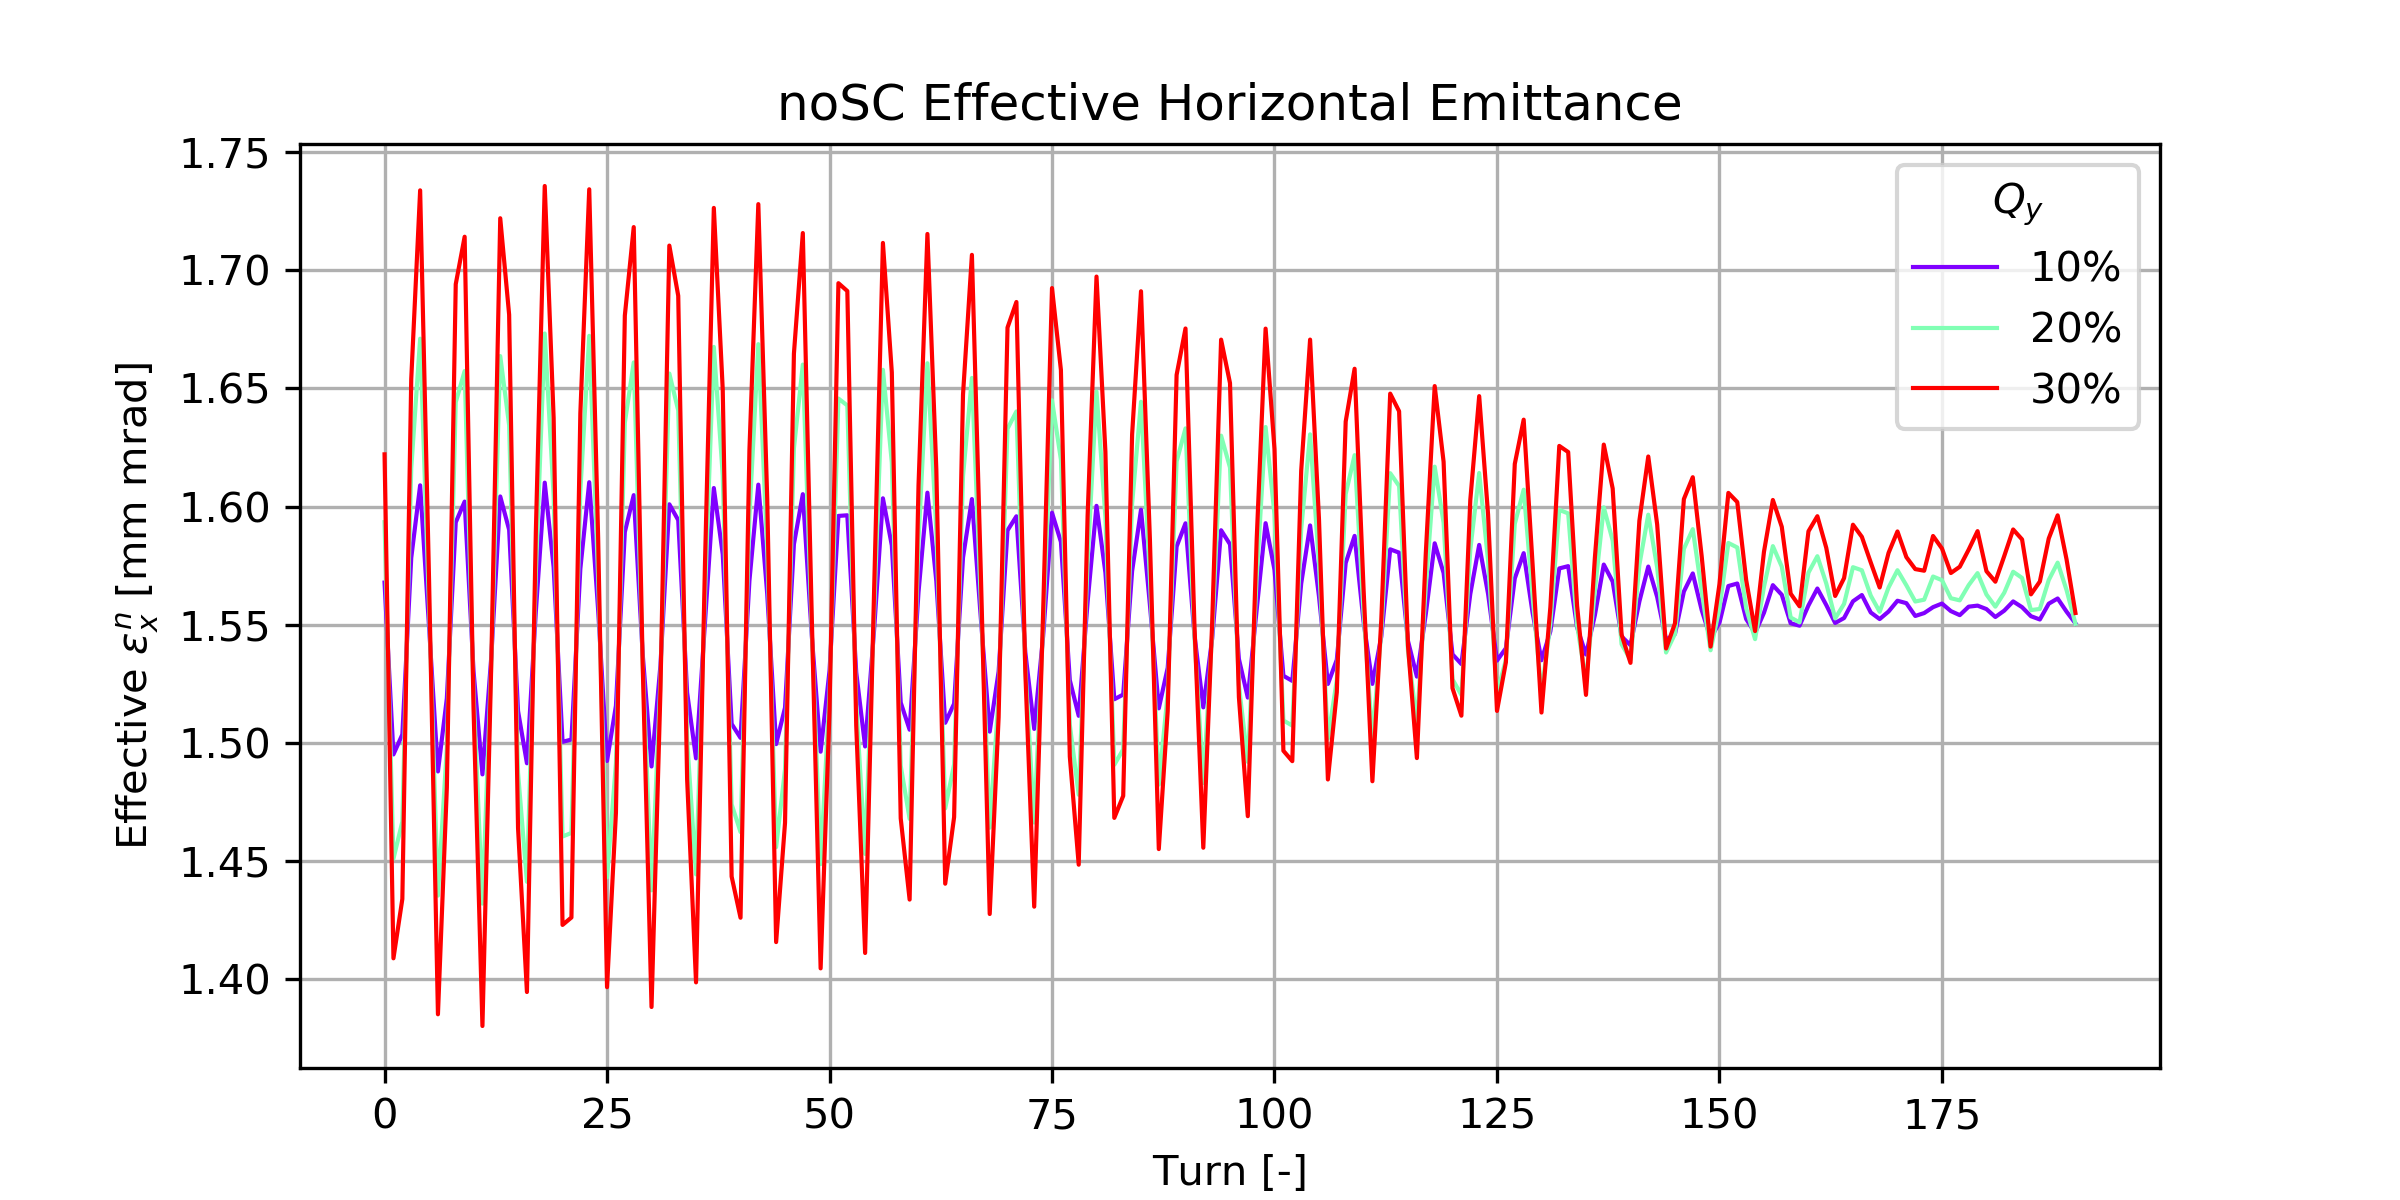 noSC Effective Horizontal Emittance
Effective εₓⁿ [mm mrad]
1.75
1.70
1.65
1.60
1.55
1.50
1.45
1.40
0 25 50 75 100 125 150 175
Turn [-]
Q_y
10%
20%
30%